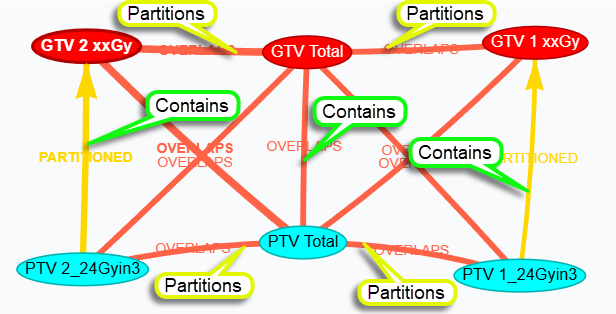 Partitions
Partitions
GTV 2 xxGy
OVERLAPS
GTV Total
OVERLAPS
GTV 1 xxGy
Contains
Contains
PARTITIONED
OVERLAPS
OVERLAPS
OVERLAPS
Contains
PARTITIONED
PTV 2_24Gyin3
OVERLAPS
PTV Total
OVERLAPS
PTV 1_24Gyin3
Partitions
Partitions